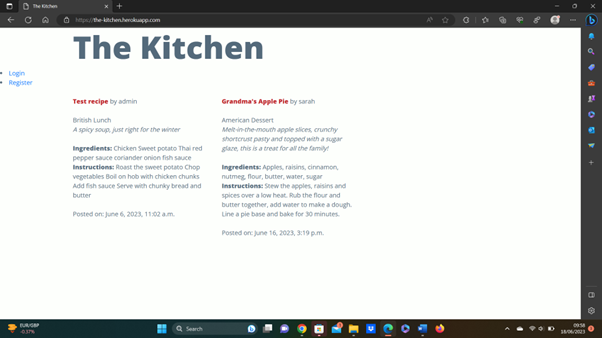 The Kitchen
https://the-kitchen.herokuapp.com
The Kitchen
Login
Register
Test recipe by admin
British Lunch
A spicy soup, just right for the winter
Ingredients: Chicken Sweet potato Thai red
pepper sauce coriander onion fish sauce
Instructions: Roast the sweet potato Chop
vegetables Boil on hob with chicken chunks
Add fish sauce Serve with chunky bread and
butter
Posted on: June 6, 2023, 11:02 a.m.
Grandma's Apple Pie by sarah
American Dessert
Melt-in-the-mouth apple slices, crunchy
shortcrust pasty and topped with a sugar
glaze, this is a treat for all the family!
Ingredients: Apples, raisins, cinnamon,
nutmeg, flour, butter, water, sugar
Instructions: Stew the apples, raisins and
spices over a low heat. Rub the flour and
butter together, add water to make a dough.
Line a pie base and bake for 30 minutes.
Posted on: June 16, 2023, 3:19 p.m.
EUR/GBP
-0.37%
Search
09:58
18/06/2023